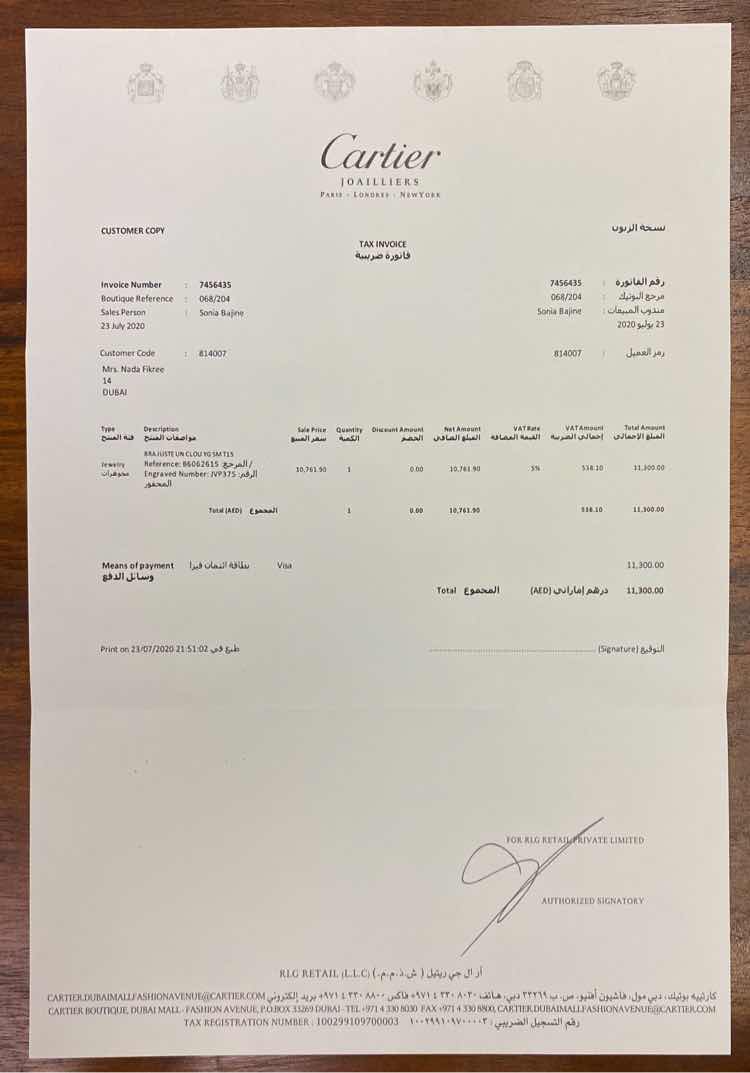 Cartier
JOAILLIERS
PARIS - LONDRES - NEW YORK
CUSTOMER COPY نسخة الزبون
TAX INVOICE
فاتورة ضريبية
Invoice Number : 7456435 7456435 : رقم الفاتورة
Boutique Reference : 068/204 068/204 : مرجع البوتيك
Sales Person : Sonia Bajine Sonia Bajine : مندوب المبيعات
23 July 2020 23 يوليو 2020
Customer Code : 814007 814007 : رمز العميل
Mrs. Nada Fikree
14
DUBAI
Type Description Sale Price Quantity Discount Amount Net Amount VAT Rate VAT Amount Total Amount
فئة المنتج مواصفات المنتج سعر المبيع الكمية الخصم المبلغ الصافي القيمة المضافة إجمالي الضريبة المبلغ الإجمالي
BRA JUSTE UN CLOU YG SM T15
Jewelry Reference: B6062615 :المرجع /
مجوهرات Engraved Number: JVP375 :الرقم 10,761.90 1 0.00 10,761.90 5% 538.10 11,300.00
المحفور
Total (AED) المجموع 1 0.00 10,761.90 538.10 11,300.00
Means of payment بطاقة ائتمان فيزا Visa 11,300.00
وسائل الدفع
Total المجموع (AED) درهم إماراتي 11,300.00
Print on 23/07/2020 21:51:02 طبع في (Signature) التوقيع
FOR RLG RETAIL PRIVATE LIMITED
AUTHORIZED SIGNATORY
RLG RETAIL (L.L.C) (.أر ال جي ريتيل ( ش.ذ.م.م
كارتييه بوتيك، دبي مول، فاشيون أفنيو، ص.ب ٣٣٢٦٩ دبي، هاتف ٨٠٣٠ ٣٣٠ ٤ ٩٧١+ فاكس ٨٨٠٠ ٣٣٠ ٤ ٩٧١+ بريد إلكتروني CARTIER.DUBAIMALLFASHIONAVENUE@CARTIER.COM
CARTIER BOUTIQUE, DUBAI MALL - FASHION AVENUE, P.O.BOX 33269 DUBAI - TEL +971 4 330 8030 FAX +971 4 330 8800, CARTIER.DUBAIMALLFASHIONAVENUE@CARTIER.COM
TAX REGISTRATION NUMBER : 100299109700003 رقم التسجيل الضريبي : ١٠٠٢٩٩١٠٩٧٠٠٠٠٣